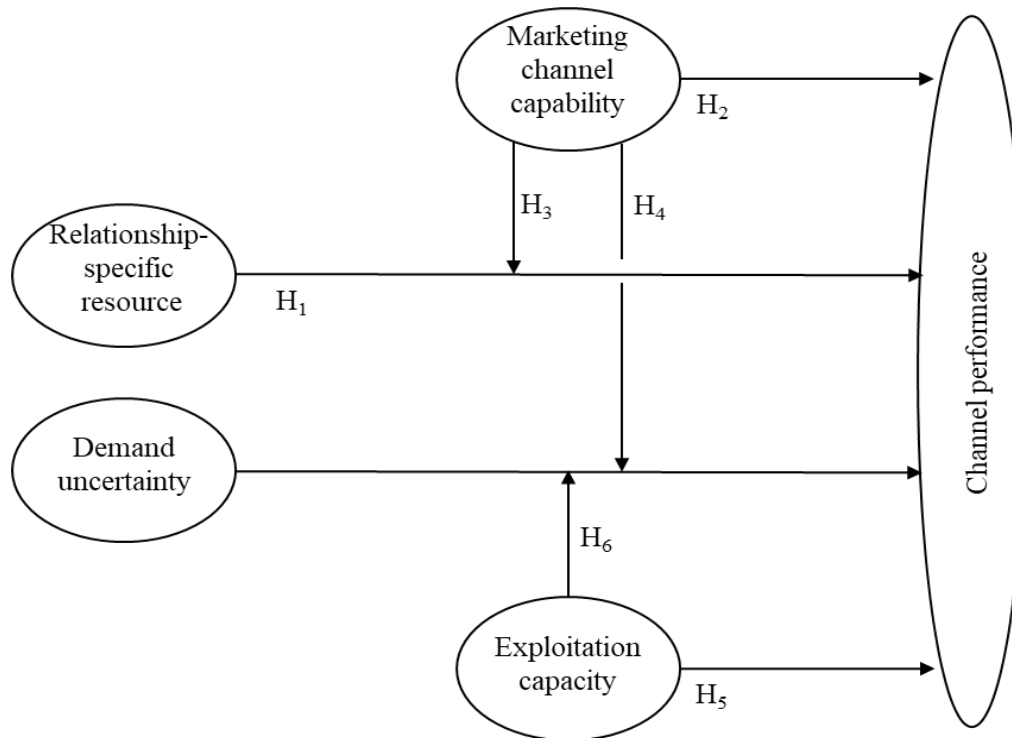 Marketing
channel
capability
H₂
H₃
H₄
Relationship-
specific
resource
H₁
Channel performance
Demand
uncertainty
H₆
Exploitation
capacity
H₅